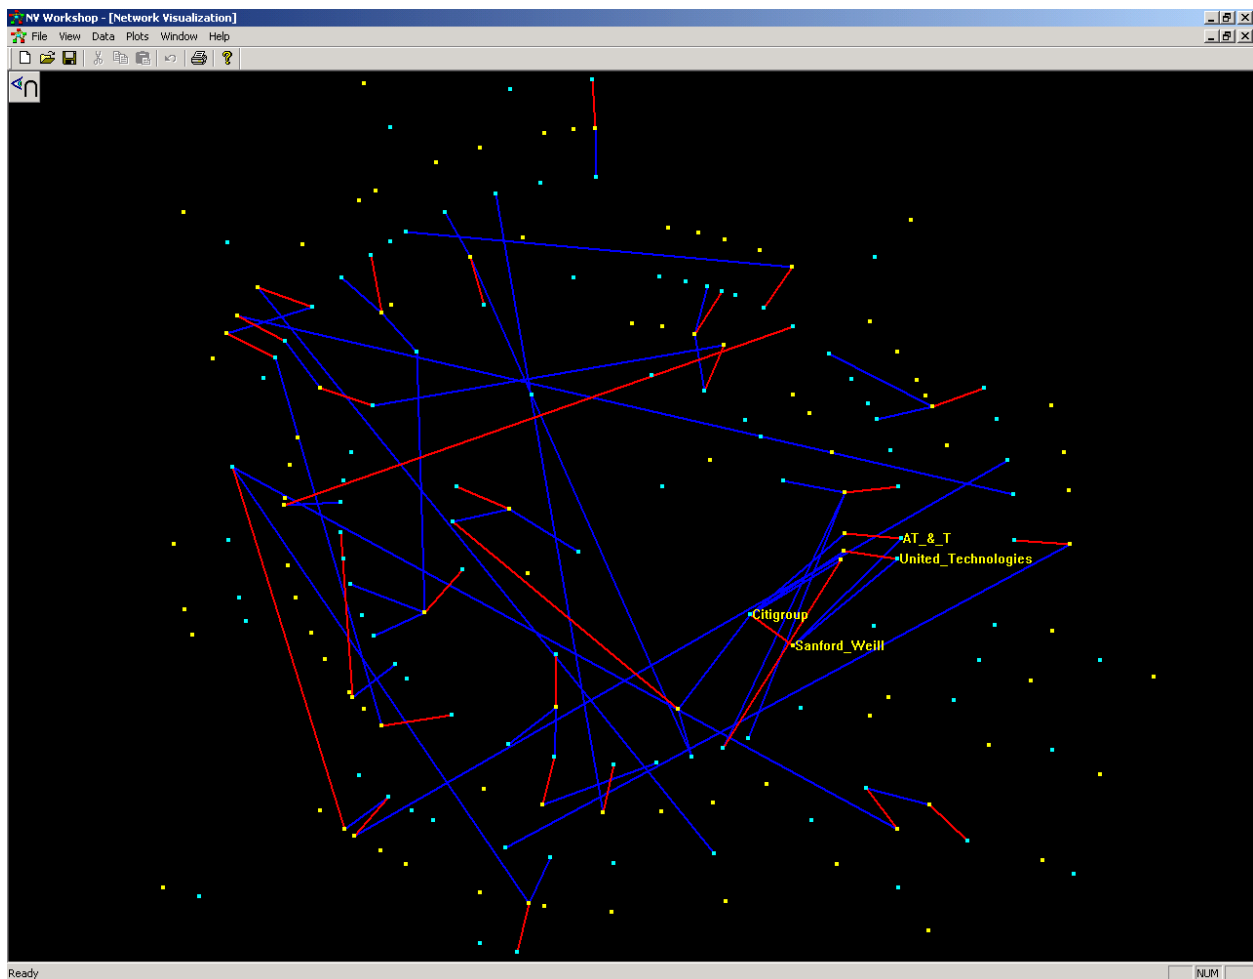 NV Workshop - [Network Visualization]
File View Data Plots Window Help
AT_&_T
United_Technologies
Citigroup
Sanford_Weill
Ready
NUM